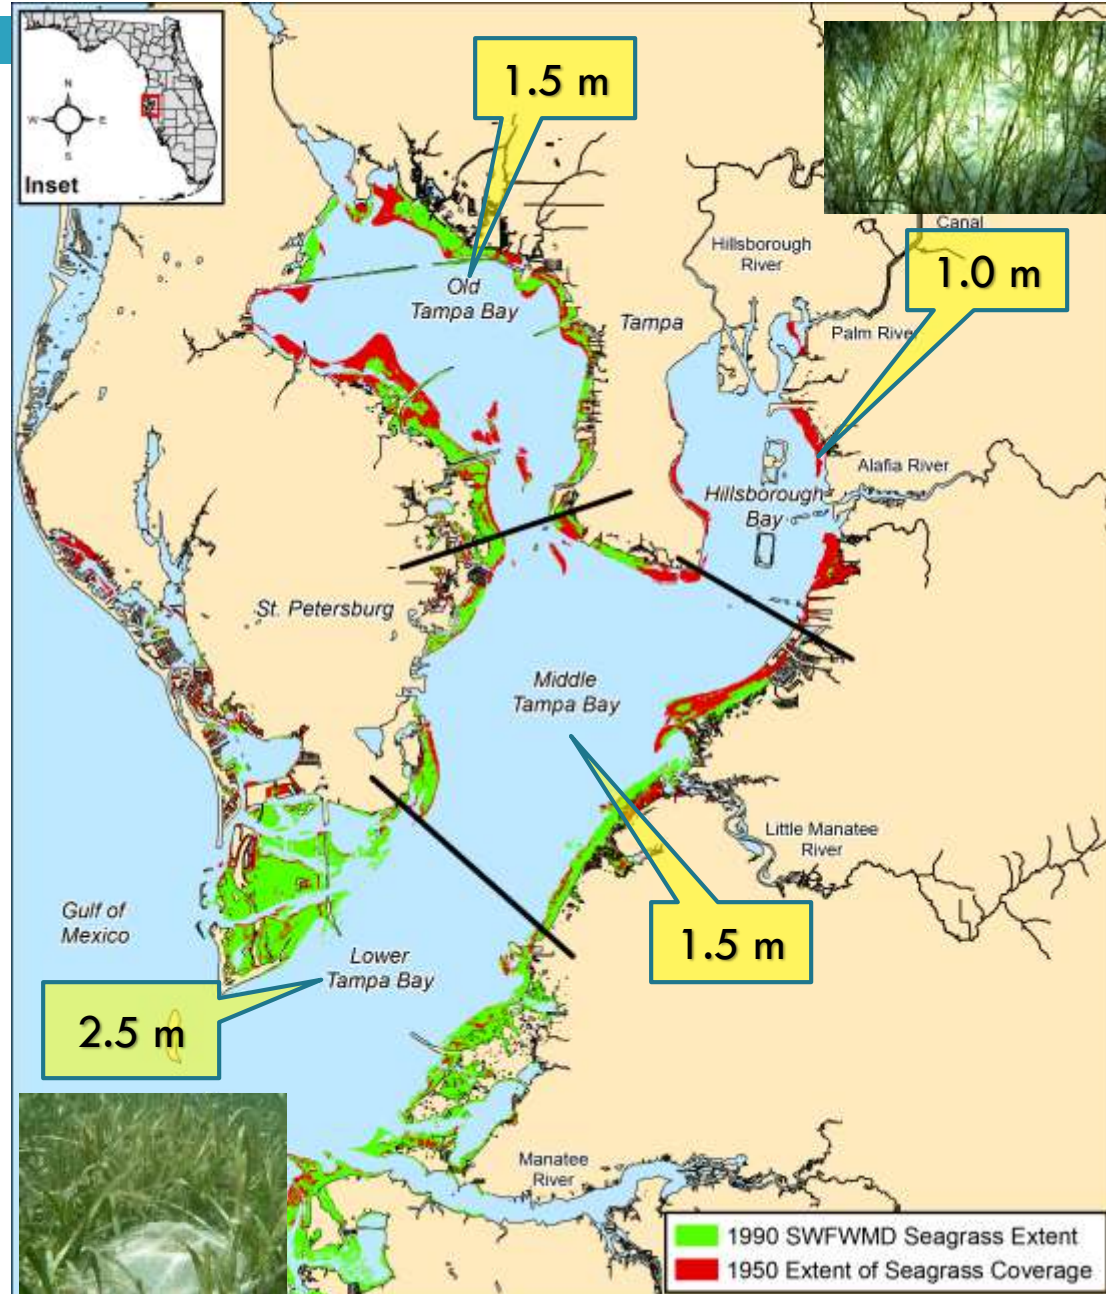 N
W
E
S
Inset
1.5 m
Canal
Hillsborough
River
1.0 m
Old
Tampa Bay
Tampa
Palm River
Alafia River
Hillsborough
Bay
St. Petersburg
Middle
Tampa Bay
Little Manatee
River
Gulf of
Mexico
1.5 m
Lower
Tampa Bay
2.5 m
Manatee
River
1990 SWFWMD Seagrass Extent
1950 Extent of Seagrass Coverage